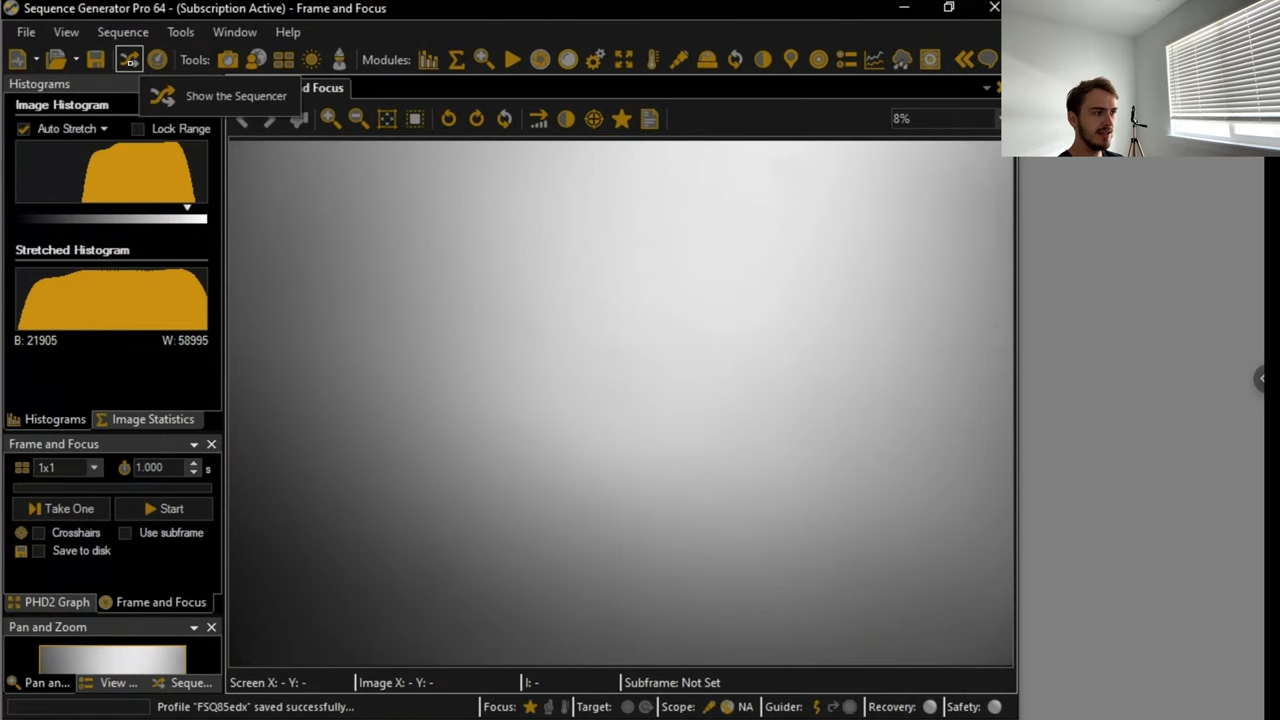 Sequence Generator Pro 64 - (Subscription Active) - Frame and Focus
File View Sequence Tools Window Help
Tools: Modules:
Histograms
Show the Sequencer
d Focus
Image Histogram
Auto Stretch Lock Range
8%
Stretched Histogram
B: 21905 W: 58995
Histograms Image Statistics
Frame and Focus
1x1 1.000 s
Take One Start
Crosshairs Use subframe
Save to disk
PHD2 Graph Frame and Focus
Pan and Zoom
Pan an... View ... Seque...
Screen X: - Y: - Image X: - Y: - I: - Subframe: Not Set
Profile "FSQ85edx" saved successfully... Focus: Target: Scope: NA Guider: Recovery: Safety: